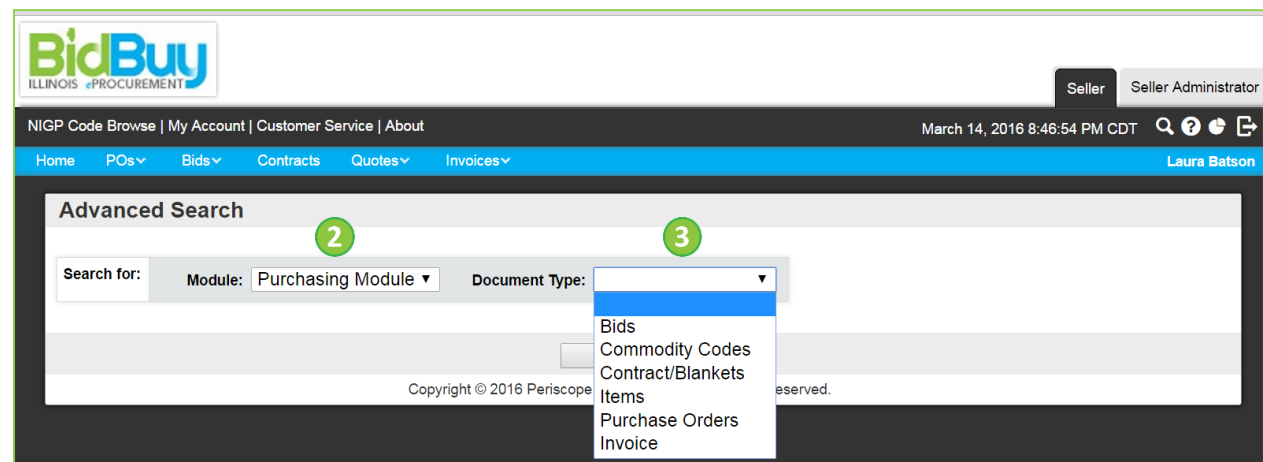 BidBuy
ILLINOIS ePROCUREMENT
Seller Seller Administrator
NIGP Code Browse | My Account | Customer Service | About March 14, 2016 8:46:54 PM CDT
Home POs Bids Contracts Quotes Invoices Laura Batson
Advanced Search
2 3
Search for: Module: Purchasing Module Document Type:
Bids
Commodity Codes
Contract/Blankets
Items
Purchase Orders
Invoice
Copyright © 2016 Periscope eserved.